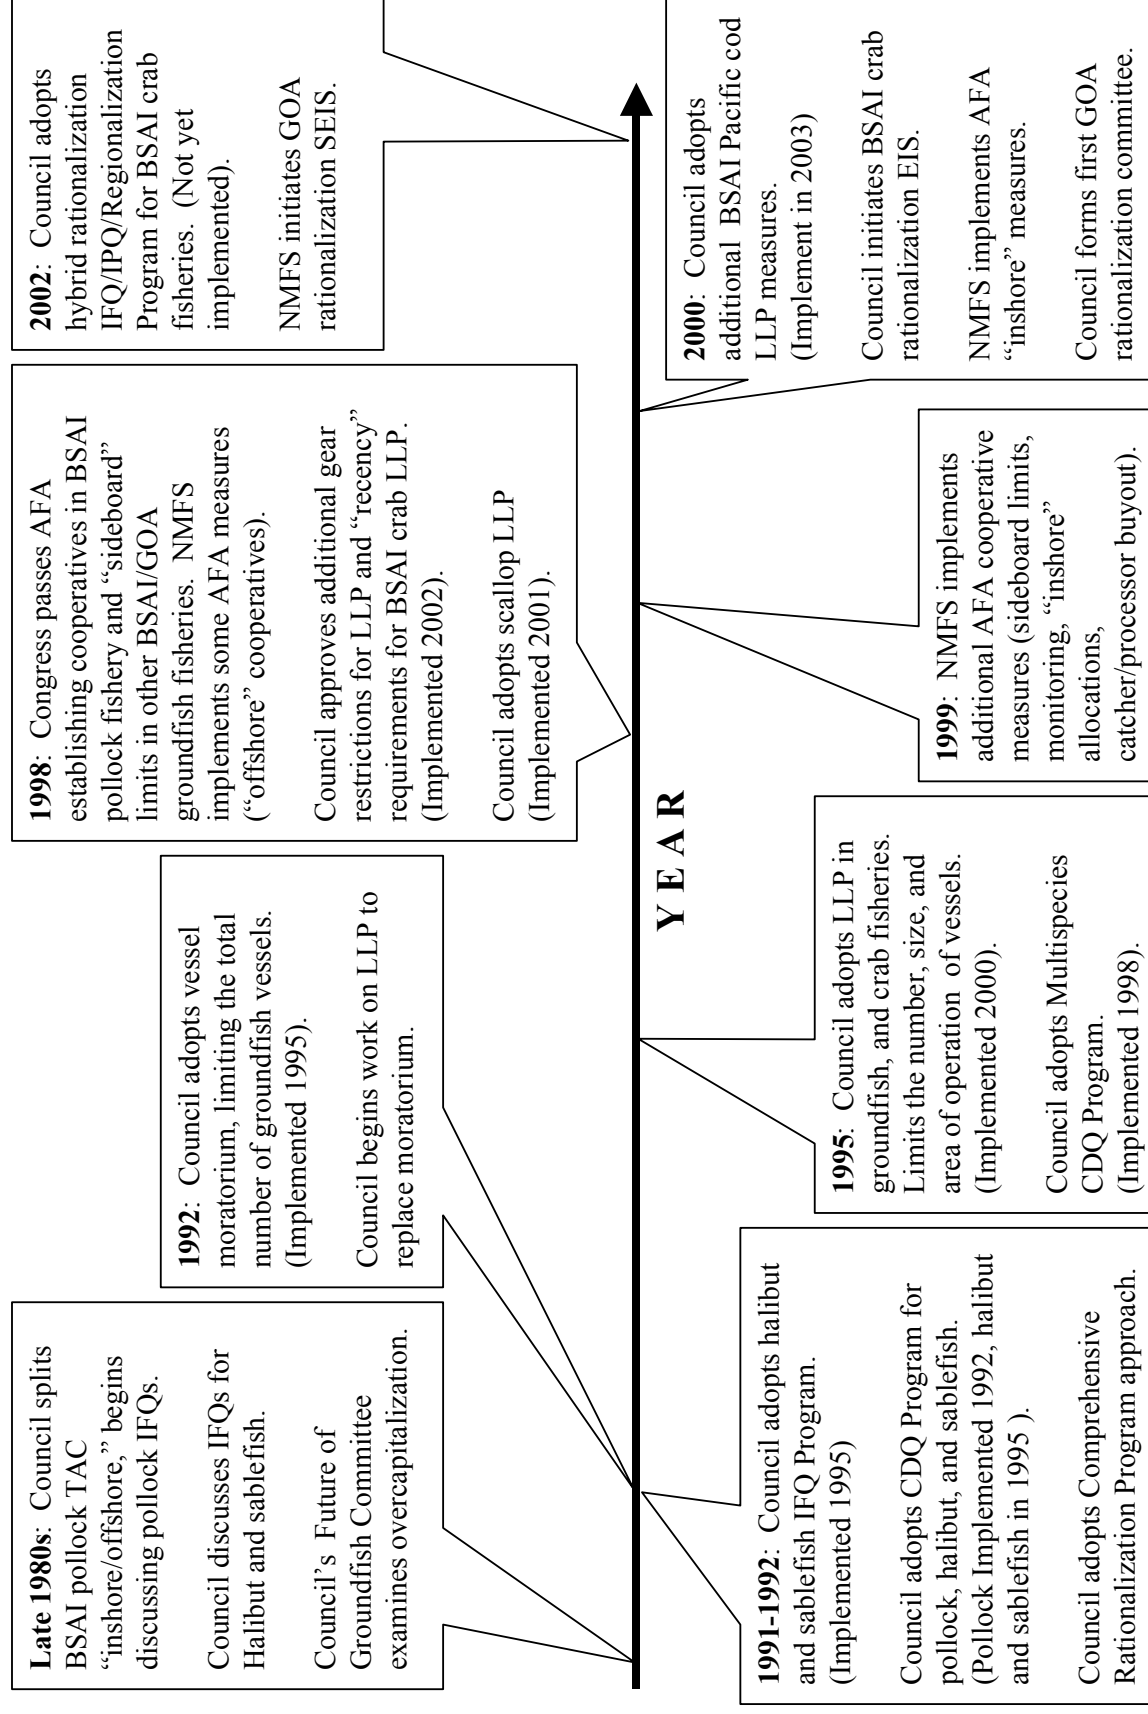 Late 1980s: Council splits
BSAI pollock TAC
“inshore/offshore,” begins
discussing pollock IFQs.
Council discusses IFQs for
Halibut and sablefish.
Council’s Future of
Groundfish Committee
examines overcapitalization.
1992: Council adopts vessel
moratorium, limiting the total
number of groundfish vessels.
(Implemented 1995).
Council begins work on LLP to
replace moratorium.
1998: Congress passes AFA
establishing cooperatives in BSAI
pollock fishery and “sideboard”
limits in other BSAI/GOA
groundfish fisheries. NMFS
implements some AFA measures
(“offshore” cooperatives).
Council approves additional gear
restrictions for LLP and “recency”
requirements for BSAI crab LLP.
(Implemented 2002).
Council adopts scallop LLP
(Implemented 2001).
2002: Council adopts
hybrid rationalization
IFQ/IPQ/Regionalization
Program for BSAI crab
fisheries. (Not yet
implemented).
NMFS initiates GOA
rationalization SEIS.
YEAR
1991-1992: Council adopts halibut
and sablefish IFQ Program.
(Implemented 1995)
Council adopts CDQ Program for
pollock, halibut, and sablefish.
(Pollock Implemented 1992, halibut
and sablefish in 1995 ).
Council adopts Comprehensive
Rationalization Program approach.
1995: Council adopts LLP in
groundfish, and crab fisheries.
Limits the number, size, and
area of operation of vessels.
(Implemented 2000).
Council adopts Multispecies
CDQ Program.
(Implemented 1998).
1999: NMFS implements
additional AFA cooperative
measures (sideboard limits,
monitoring, “inshore”
allocations,
catcher/processor buyout).
2000: Council adopts
additional BSAI Pacific cod
LLP measures.
(Implement in 2003)
Council initiates BSAI crab
rationalization EIS.
NMFS implements AFA
“inshore” measures.
Council forms first GOA
rationalization committee.